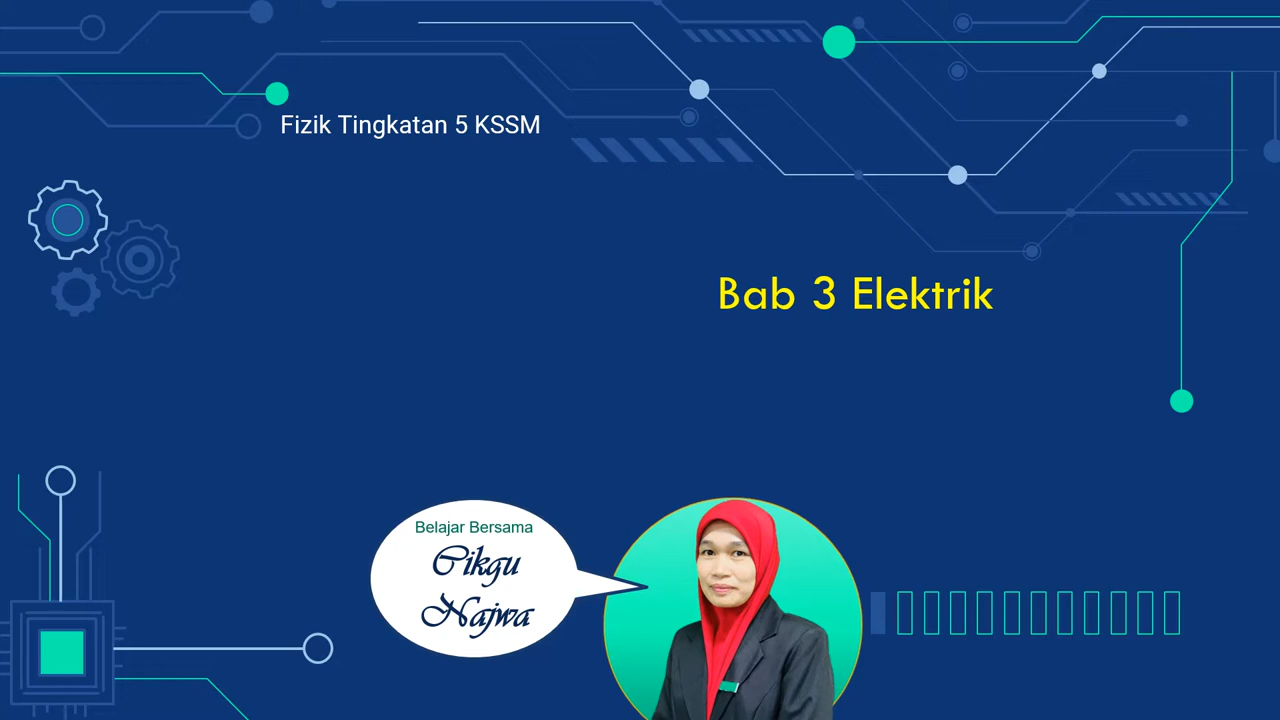 Fizik Tingkatan 5 KSSM
Bab 3 Elektrik
Belajar Bersama
Cikgu
Najwa